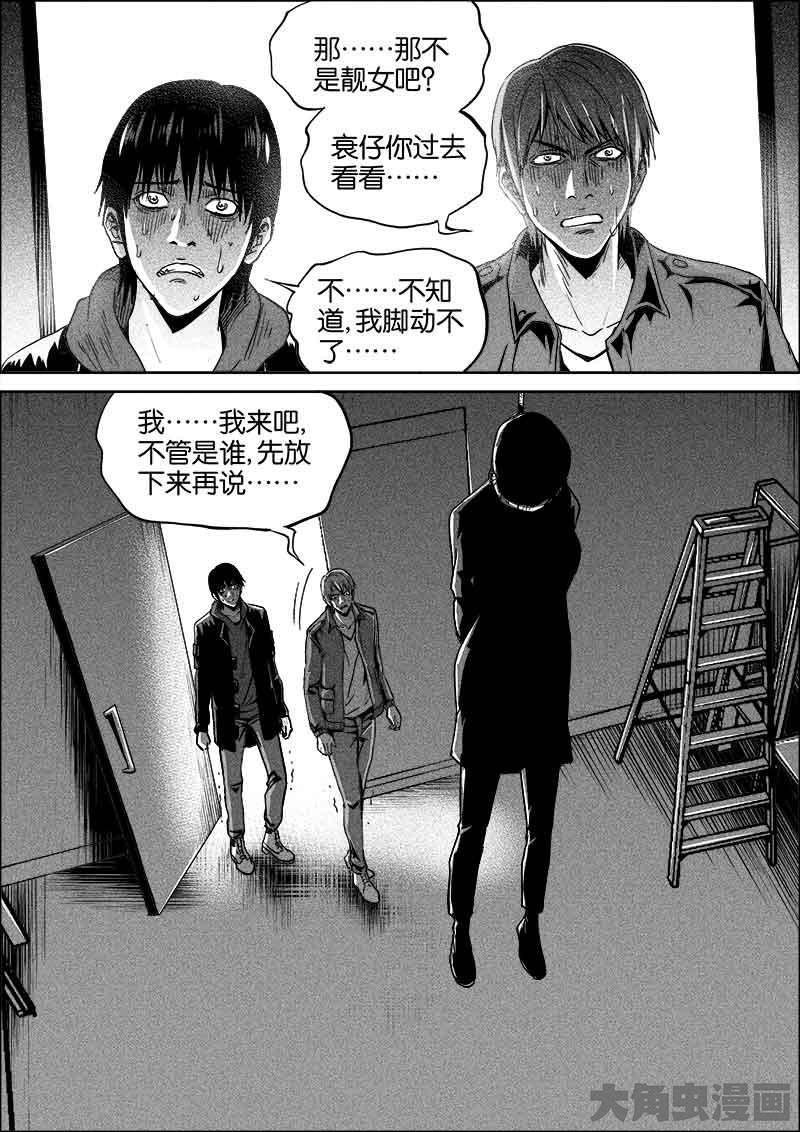 那……那不
是靓女吧？
衰仔你过去
看看……
不……不知
道，我脚动不
了……
我……我来吧，
不管是谁，先放
下来再说……
大角虫漫画